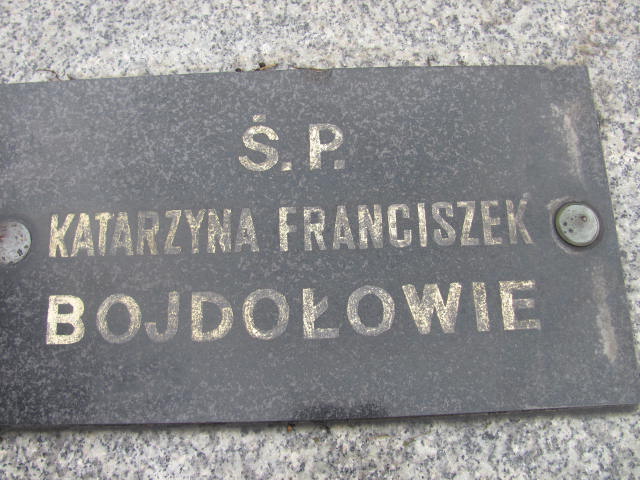 Ś.P.
KATARZYNA FRANCISZEK
BOJDOŁOWIE